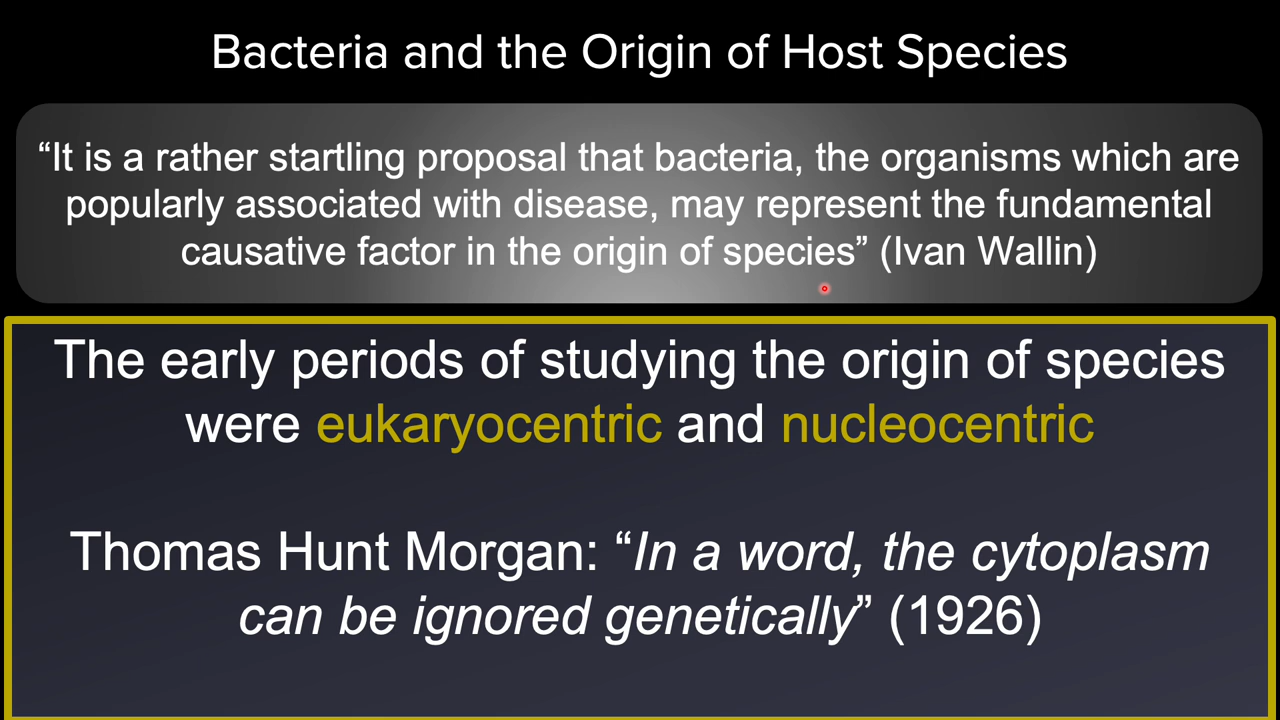 Bacteria and the Origin of Host Species
“It is a rather startling proposal that bacteria, the organisms which are
popularly associated with disease, may represent the fundamental
causative factor in the origin of species” (Ivan Wallin)
The early periods of studying the origin of species
were eukaryocentric and nucleocentric
Thomas Hunt Morgan: “In a word, the cytoplasm
can be ignored genetically” (1926)